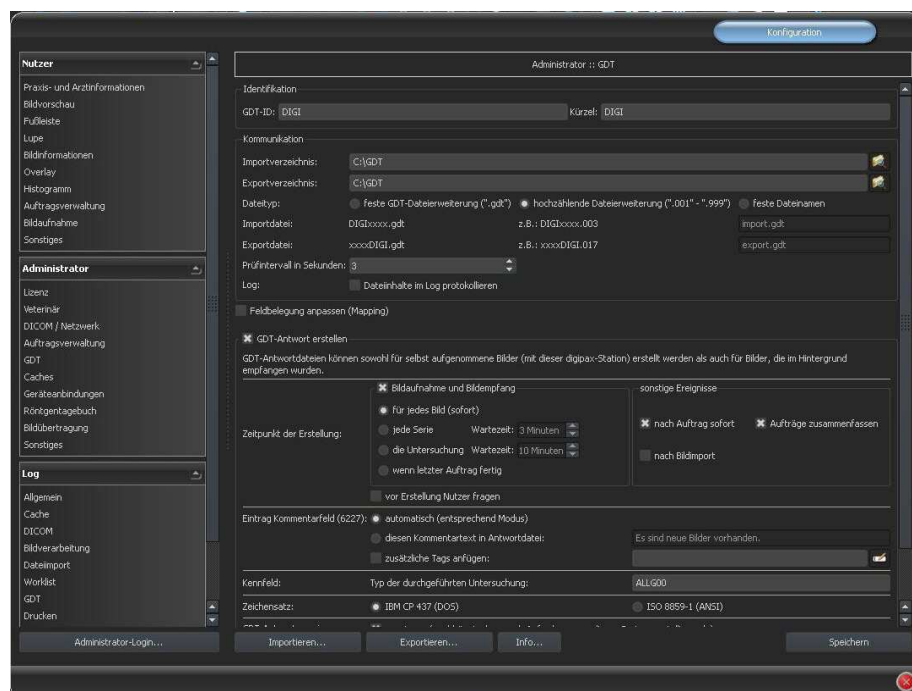 Konfiguration
Nutzer
Praxis- und Arztinformationen
Bildvorschau
Fußleiste
Lupe
Bildinformationen
Overlay
Histogramm
Auftragsverwaltung
Bildaufnahme
Sonstiges
Administrator
Lizenz
Veterinär
DICOM / Netzwerk
Auftragsverwaltung
GDT
Caches
Geräteanbindungen
Röntgentagebuch
Bildübertragung
Sonstiges
Log
Allgemein
Cache
DICOM
Bildverarbeitung
Dateiimport
Worklist
GDT
Drucken
Administrator-Login...
Administrator :: GDT
Identifikation
GDT-ID: DIGI Kürzel: DIGI
Kommunikation
Importverzeichnis: C:\GDT
Exportverzeichnis: C:\GDT
Dateityp: feste GDT-Dateierweiterung (".gdt") hochzählende Dateierweiterung (".001" - ".999") feste Dateinamen
Importdatei: DIGIxxxx.gdt z.B.: DIGIxxxx.003 import.gdt
Exportdatei: xxxxDIGI.gdt z.B.: xxxxDIGI.017 export.gdt
Prüfintervall in Sekunden: 3
Log: Dateiinhalte im Log protokollieren
Feldbelegung anpassen (Mapping)
GDT-Antwort erstellen
GDT-Antwortdateien können sowohl für selbst aufgenommene Bilder (mit dieser digipax-Station) erstellt werden als auch für Bilder, die im Hintergrund
empfangen wurden.
Bildaufnahme und Bildempfang sonstige Ereignisse
für jedes Bild (sofort)
Zeitpunkt der Erstellung: jede Serie Wartezeit: 3 Minuten nach Auftrag sofort Aufträge zusammenfassen
die Untersuchung Wartezeit: 10 Minuten nach Bildimport
wenn letzter Auftrag fertig
vor Erstellung Nutzer fragen
Eintrag Kommentarfeld (6227): automatisch (entsprechend Modus)
diesen Kommentartext in Antwortdatei: Es sind neue Bilder vorhanden.
zusätzliche Tags anfügen:
Kennfeld: Typ der durchgeführten Untersuchung: ALLG00
Zeichensatz: IBM CP 437 (DOS) ISO 8859-1 (ANSI)
Importieren... Exportieren... Info... Speichern